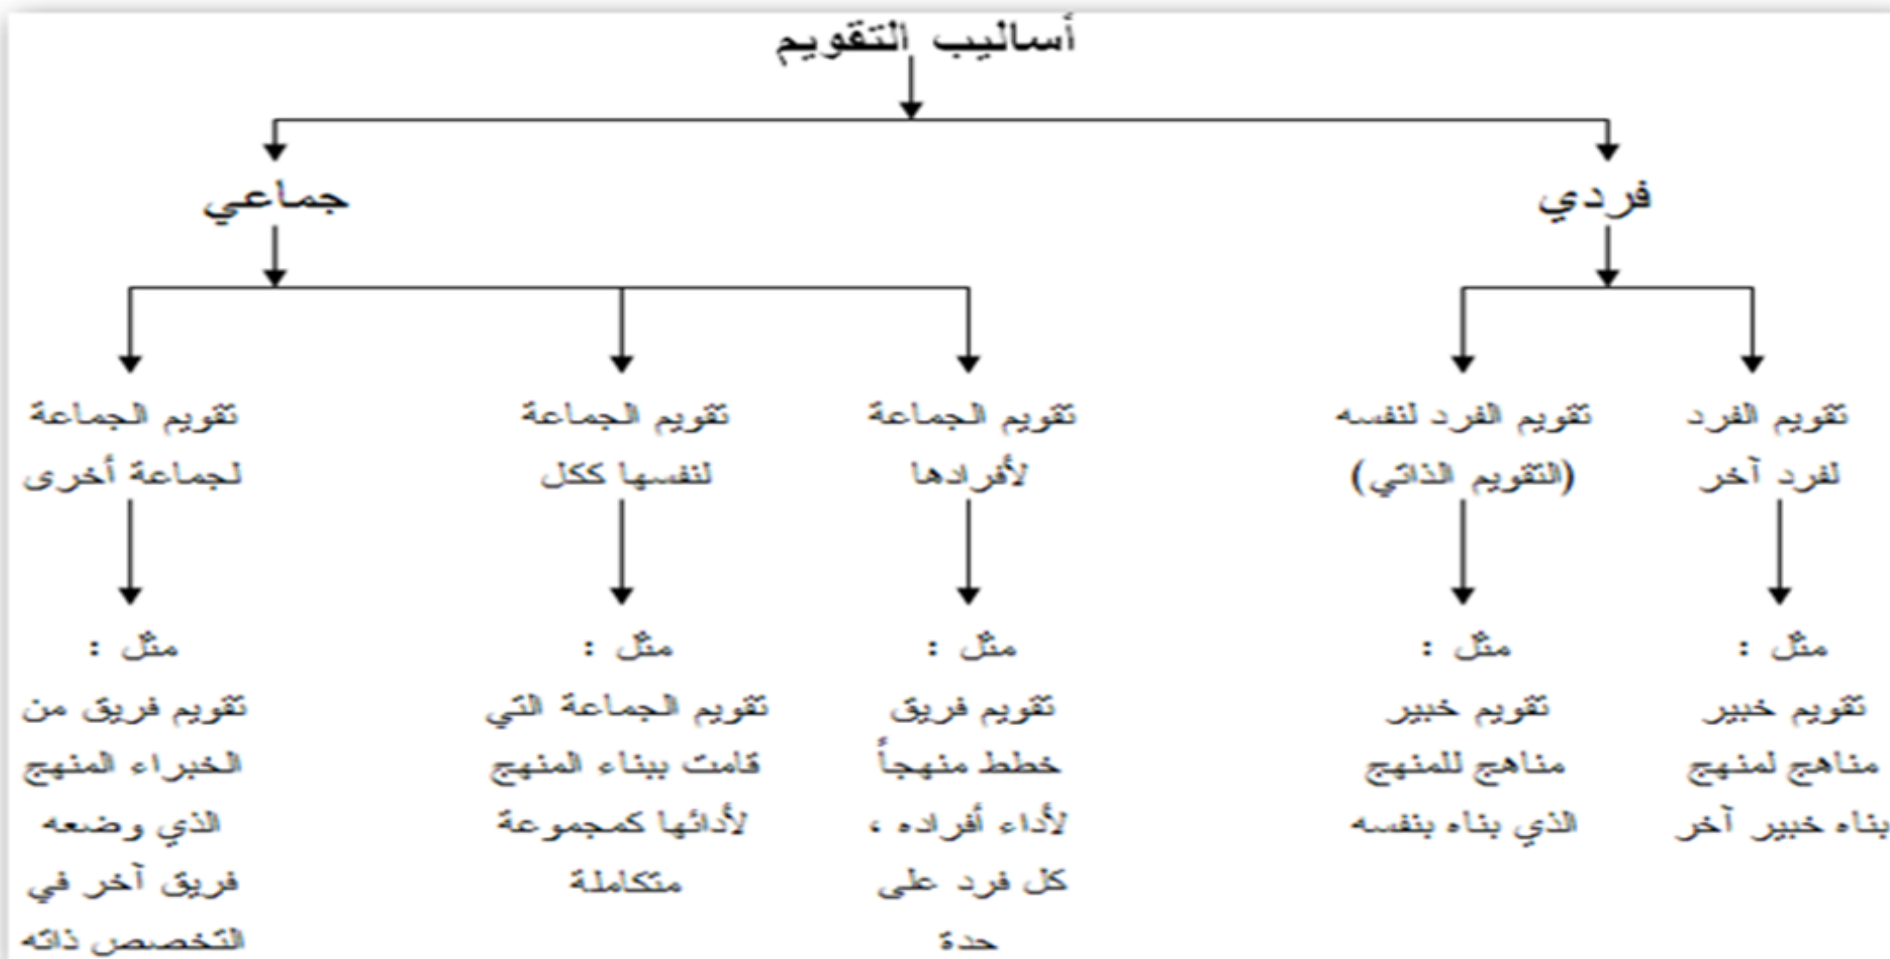 أساليب التقويم
فردي
جماعي
تقويم الفرد
لفرد آخر
تقويم الفرد لنفسه
(التقويم الذاتي)
تقويم الجماعة
لأفرادها
تقويم الجماعة
لنفسها ككل
تقويم الجماعة
لجماعة أخرى
مثل :
تقويم خبير
مناهج لمنهج
بناه خبير آخر
مثل :
تقويم خبير
مناهج للمنهج
الذي بناه بنفسه
مثل :
تقويم فريق
خطط منهجاً
لأداء أفراده ،
كل فرد على
حدة
مثل :
تقويم الجماعة التي
قامت ببناء المنهج
لأدائها كمجموعة
متكاملة
مثل :
تقويم فريق من
الخبراء المنهج
الذي وضعه
فريق آخر في
التخصص ذاته